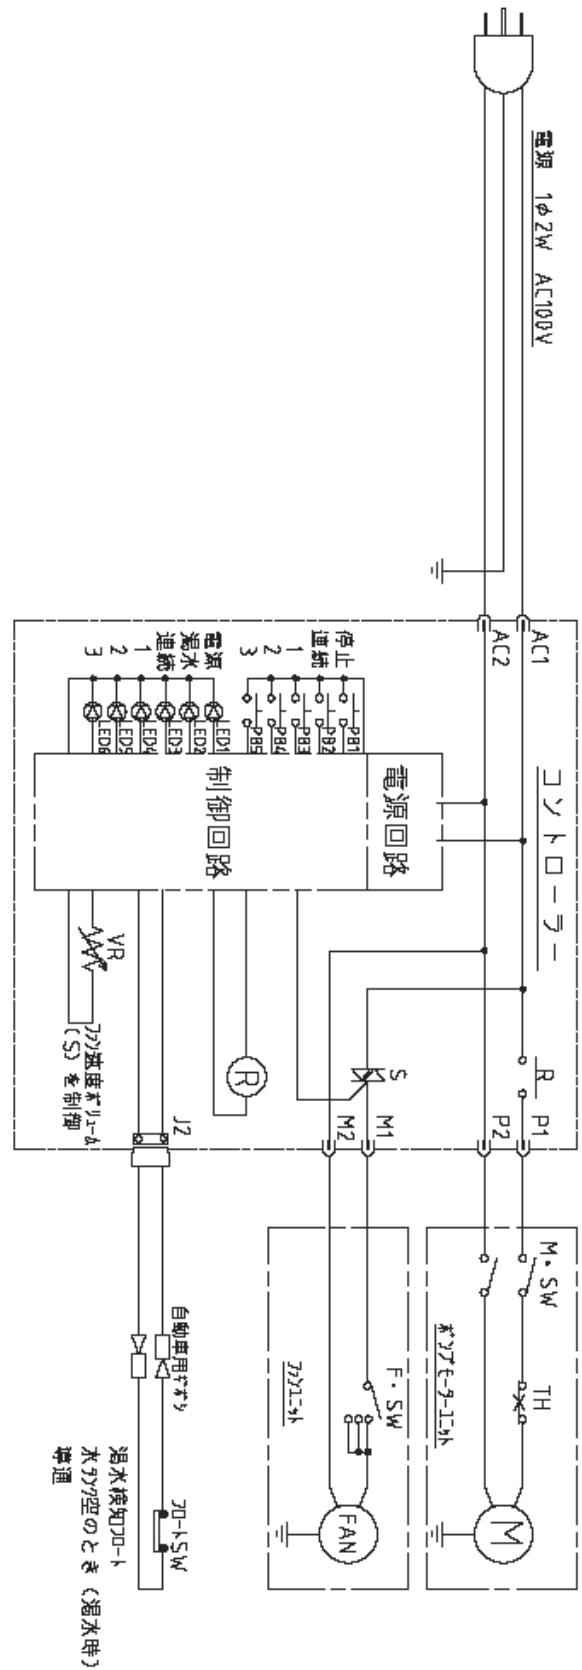 電源 1φ2W AC100V
AC1
AC2
コントローラー
電源回路
制御回路
停止
連続
1
2
3
PB1
PB2
PB3
PB4
PB5
電源
渇水
連続
1
2
3
LED1
LED2
LED3
LED4
LED5
LED6
VR
ファン速度ボリューム
(S) を制御
R
S
R
P1
P2
M1
M2
J2
M・SW
TH
ポンプモーターユニット
M
F・SW
ファンユニット
FAN
自動車用ギボシ
フロートSW
渇水検知フロート
水タンク空のとき (渇水時)
導通